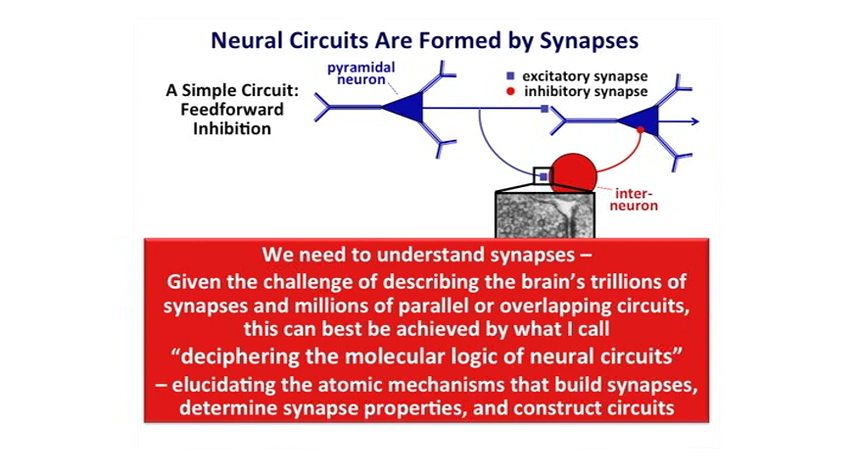 Neural Circuits Are Formed by Synapses
A Simple Circuit:
Feedforward
Inhibition
pyramidal
neuron
excitatory synapse
inhibitory synapse
inter-
neuron
We need to understand synapses –
Given the challenge of describing the brain’s trillions of
synapses and millions of parallel or overlapping circuits,
this can best be achieved by what I call
“deciphering the molecular logic of neural circuits”
– elucidating the atomic mechanisms that build synapses,
determine synapse properties, and construct circuits